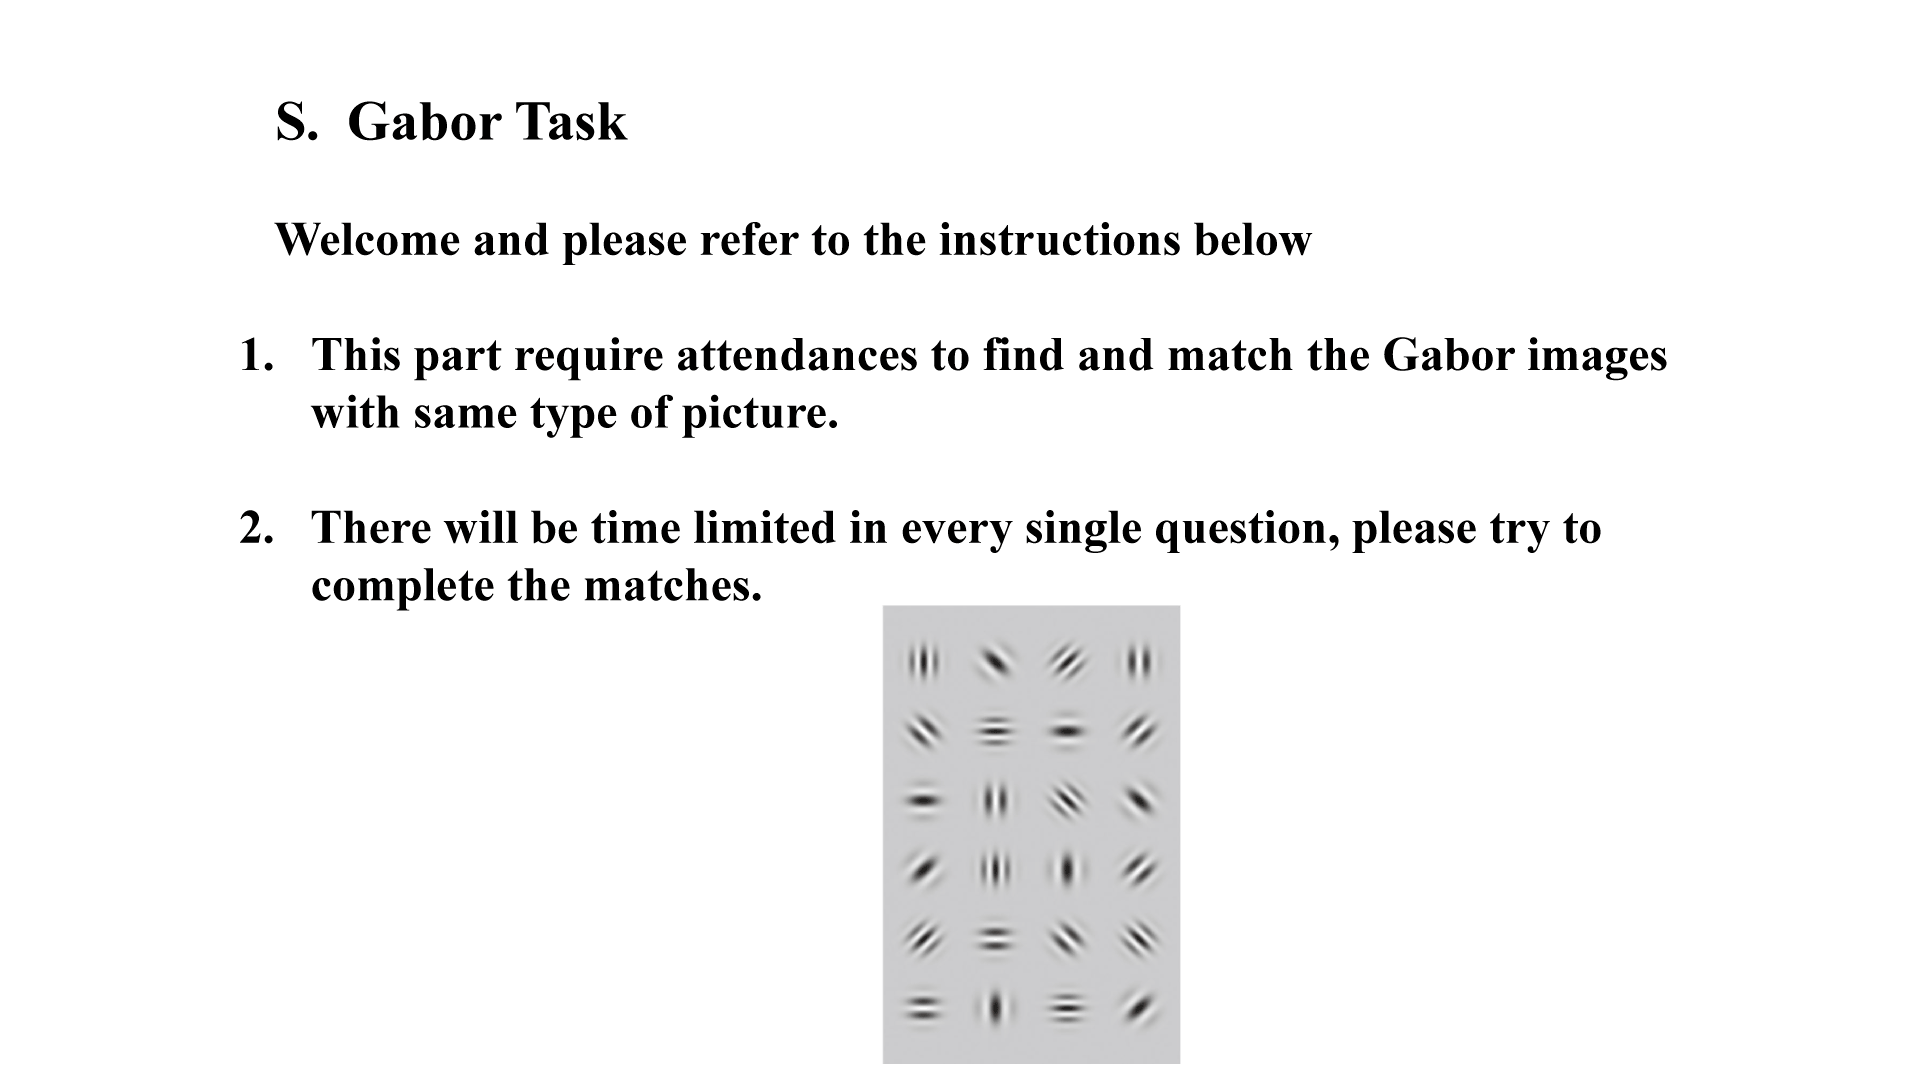 S. Gabor Task
Welcome and please refer to the instructions below
1. This part require attendances to find and match the Gabor images
with same type of picture.
2. There will be time limited in every single question, please try to
complete the matches.